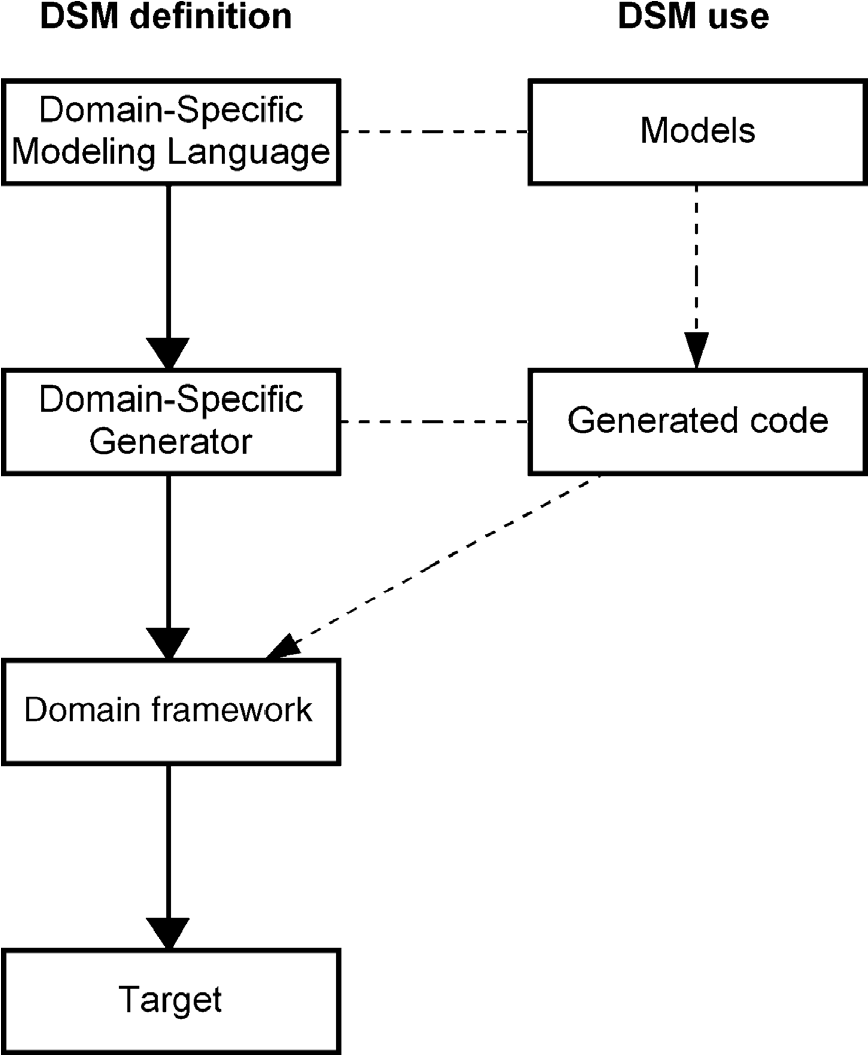 DSM definition
DSM use
Domain-Specific
Modeling Language
Models
Domain-Specific
Generator
Generated code
Domain framework
Target